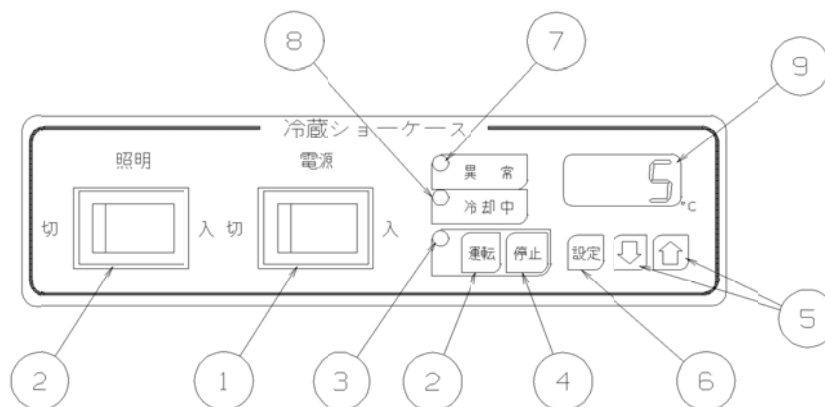 ⑧ ⑦ ⑨
冷蔵ショーケース
照明 電源
異常
冷却中
5 °C
切 入 切 入
運転 停止 設定
② ① ③ ② ④ ⑥ ⑤